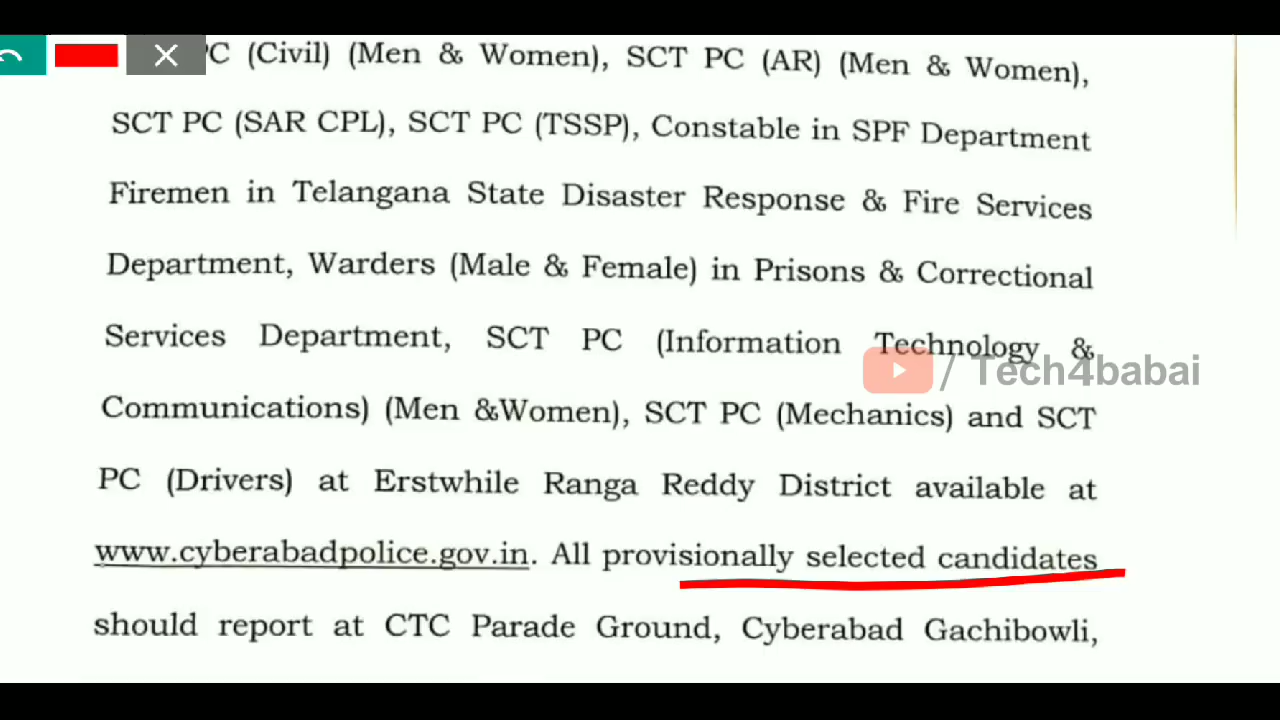 PC (Civil) (Men & Women), SCT PC (AR) (Men & Women),
SCT PC (SAR CPL), SCT PC (TSSP), Constable in SPF Department
Firemen in Telangana State Disaster Response & Fire Services
Department, Warders (Male & Female) in Prisons & Correctional
Services Department, SCT PC (Information Technology &
/ Tech4babai
Communications) (Men &Women), SCT PC (Mechanics) and SCT
PC (Drivers) at Erstwhile Ranga Reddy District available at
www.cyberabadpolice.gov.in. All provisionally selected candidates
should report at CTC Parade Ground, Cyberabad Gachibowli,